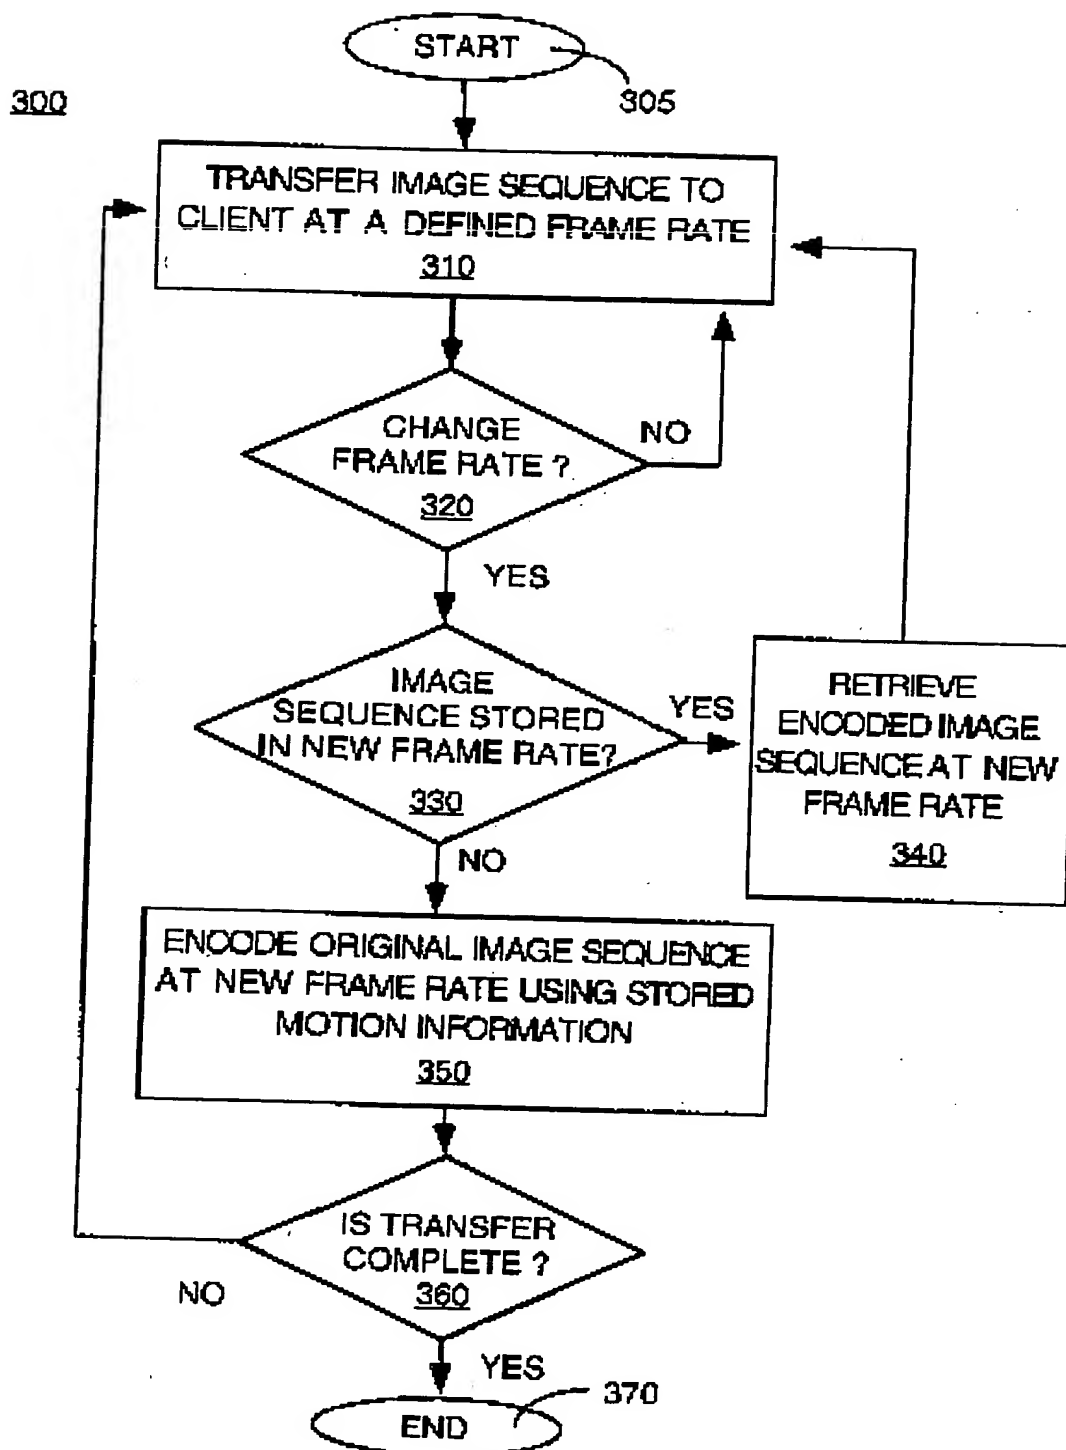 START
305
300
TRANSFER IMAGE SEQUENCE TO
CLIENT AT A DEFINED FRAME RATE
310
CHANGE
FRAME RATE ?
320
NO
YES
IMAGE
SEQUENCE STORED
IN NEW FRAME RATE?
330
YES
NO
RETRIEVE
ENCODED IMAGE
SEQUENCE AT NEW
FRAME RATE
340
ENCODE ORIGINAL IMAGE SEQUENCE
AT NEW FRAME RATE USING STORED
MOTION INFORMATION
350
IS TRANSFER
COMPLETE ?
360
NO
YES
370
END